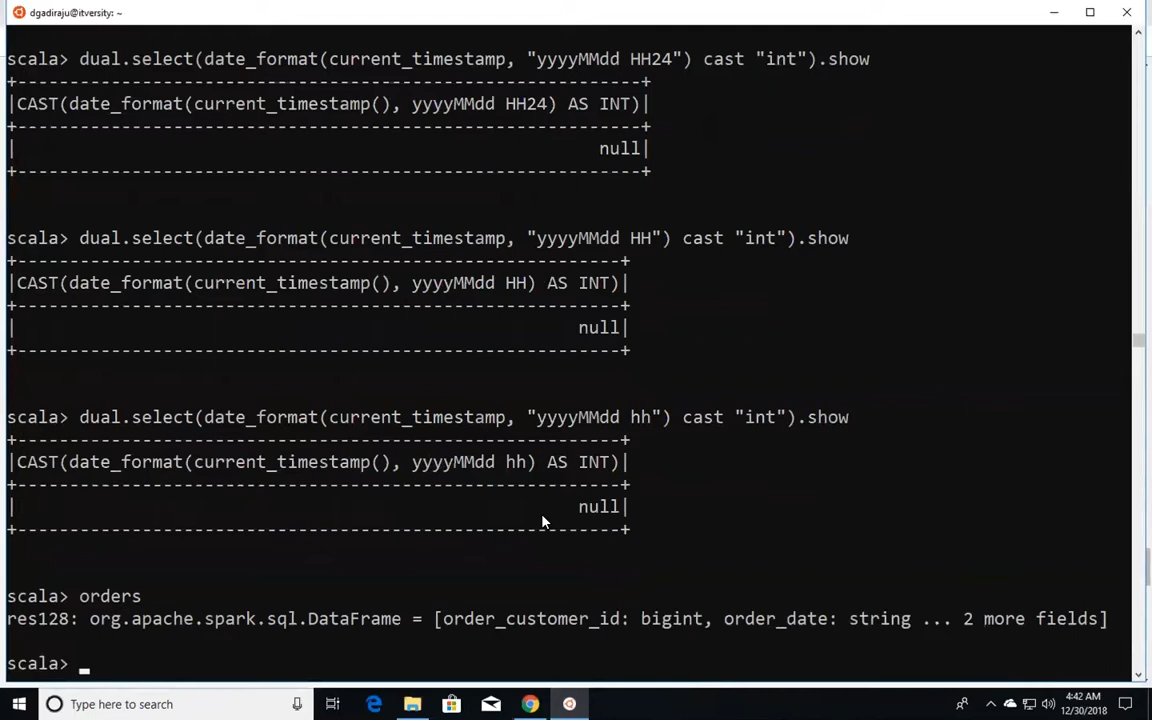 dgadiraju@itversity: ~
scala> dual.select(date_format(current_timestamp, "yyyyMMdd HH24") cast "int").show
+------------------------------------------------------------+
|CAST(date_format(current_timestamp(), yyyyMMdd HH24) AS INT)|
+------------------------------------------------------------+
|                                                        null|
+------------------------------------------------------------+
scala> dual.select(date_format(current_timestamp, "yyyyMMdd HH") cast "int").show
+----------------------------------------------------------+
|CAST(date_format(current_timestamp(), yyyyMMdd HH) AS INT)|
+----------------------------------------------------------+
|                                                      null|
+----------------------------------------------------------+
scala> dual.select(date_format(current_timestamp, "yyyyMMdd hh") cast "int").show
+----------------------------------------------------------+
|CAST(date_format(current_timestamp(), yyyyMMdd hh) AS INT)|
+----------------------------------------------------------+
|                                                      null|
+----------------------------------------------------------+
scala> orders
res128: org.apache.spark.sql.DataFrame = [order_customer_id: bigint, order_date: string ... 2 more fields]
scala> _
Type here to search
4:42 AM
12/30/2018